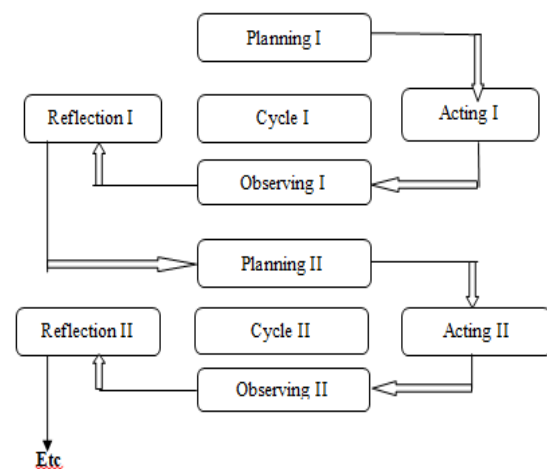 Planning I
Reflection I
Cycle I
Acting I
Observing I
Planning II
Reflection II
Cycle II
Acting II
Observing II
Etc